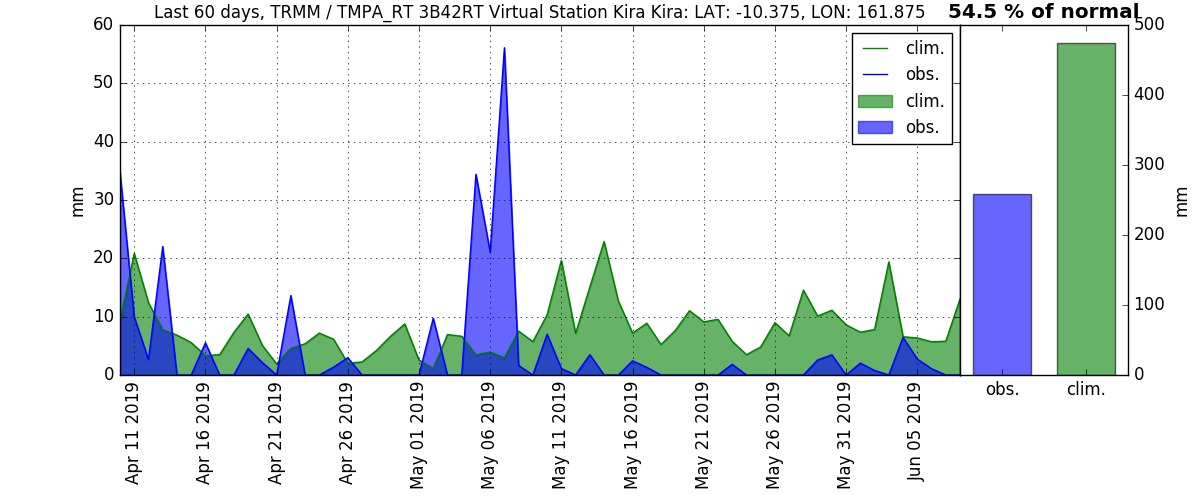 Last 60 days, TRMM / TMPA_RT 3B42RT Virtual Station Kira Kira: LAT: -10.375, LON: 161.875
54.5 % of normal
60
50
40
30
20
10
0
mm
clim.
obs.
clim.
obs.
Apr 11 2019
Apr 16 2019
Apr 21 2019
Apr 26 2019
May 01 2019
May 06 2019
May 11 2019
May 16 2019
May 21 2019
May 26 2019
May 31 2019
Jun 05 2019
500
400
300
200
100
0
mm
obs.
clim.